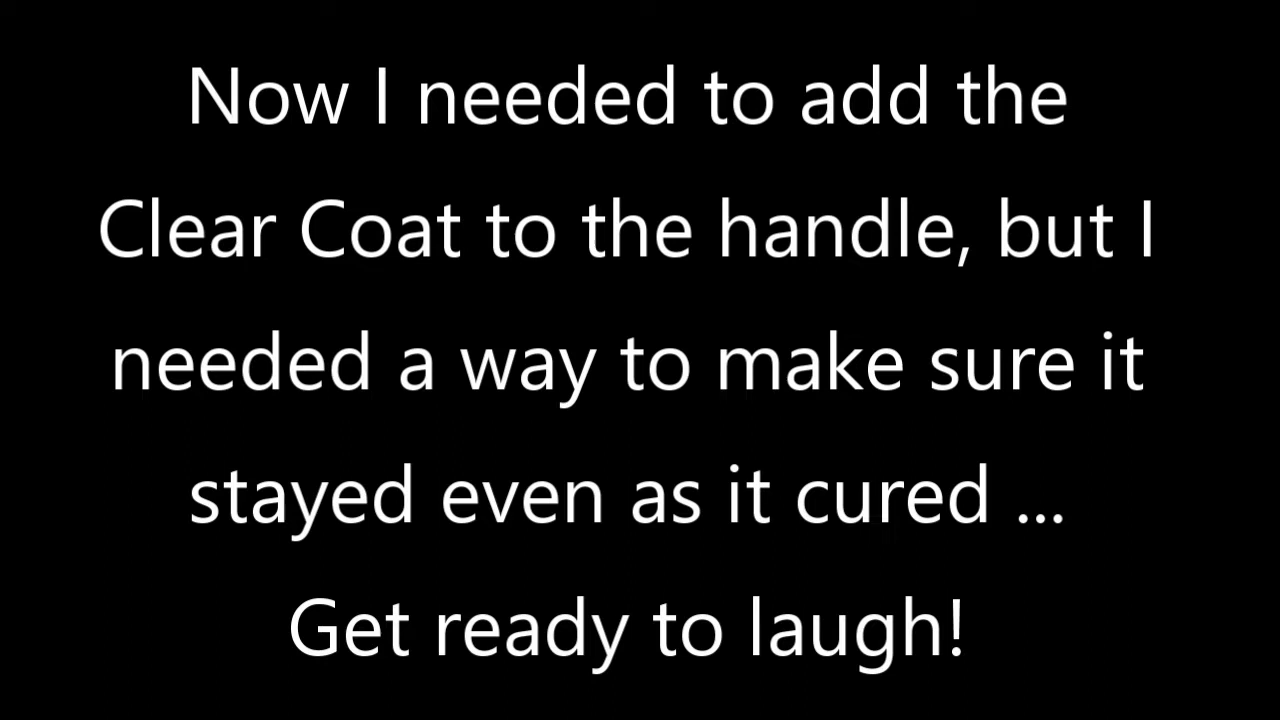 Now I needed to add the
Clear Coat to the handle, but I
needed a way to make sure it
stayed even as it cured ...
Get ready to laugh!